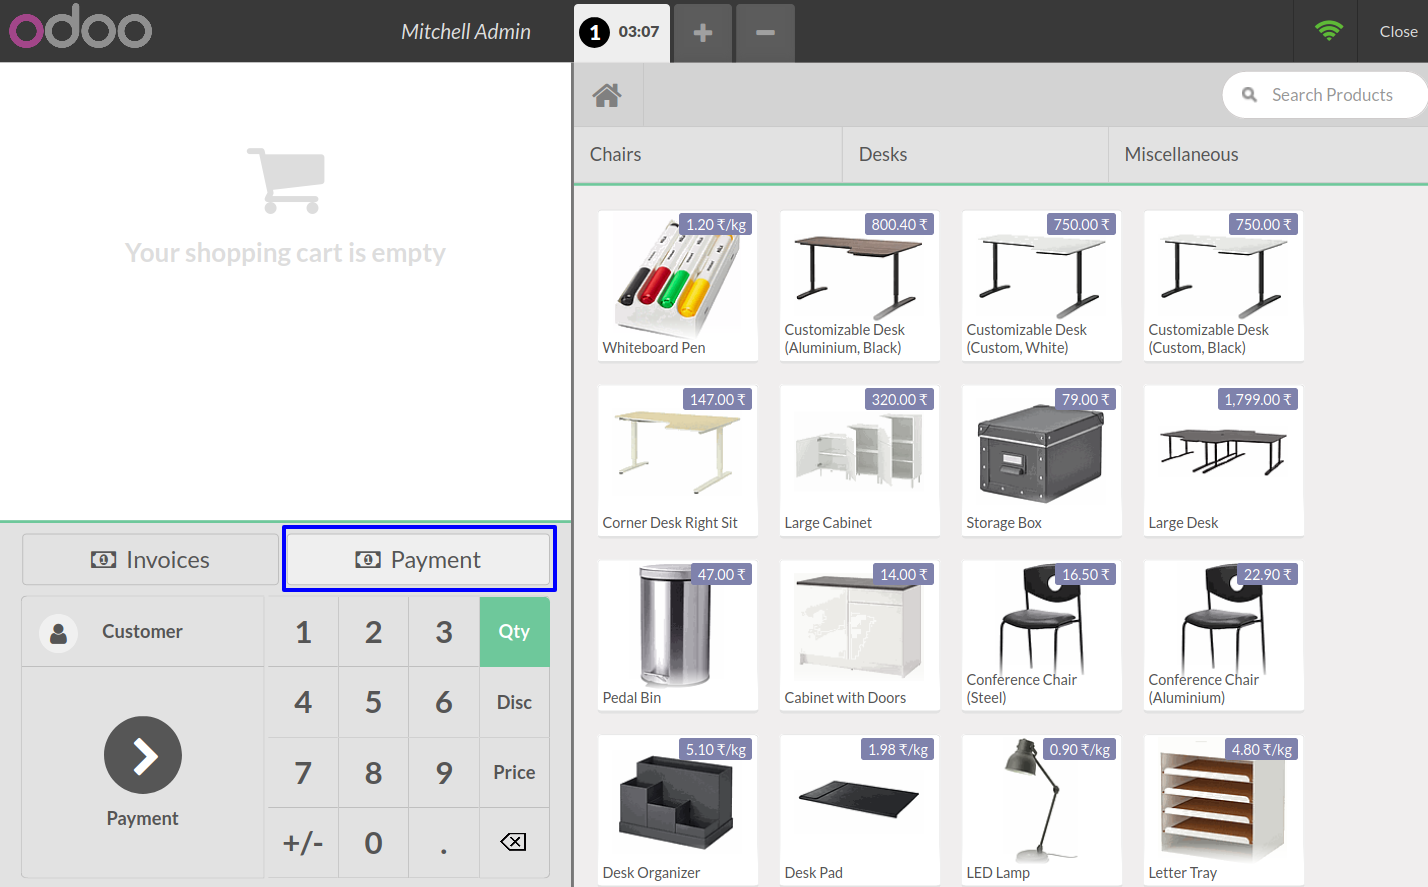 odoo
Mitchell Admin
1 03:07
Close
Search Products
Chairs
Desks
Miscellaneous
Your shopping cart is empty
1.20 ₹/kg
Whiteboard Pen
800.40 ₹
Customizable Desk
(Aluminium, Black)
750.00 ₹
Customizable Desk
(Custom, White)
750.00 ₹
Customizable Desk
(Custom, Black)
147.00 ₹
Corner Desk Right Sit
320.00 ₹
Large Cabinet
79.00 ₹
Storage Box
1,799.00 ₹
Large Desk
47.00 ₹
Pedal Bin
14.00 ₹
Cabinet with Doors
16.50 ₹
Conference Chair
(Steel)
22.90 ₹
Conference Chair
(Aluminium)
5.10 ₹/kg
Desk Organizer
1.98 ₹/kg
Desk Pad
0.90 ₹/kg
LED Lamp
4.80 ₹/kg
Letter Tray
Invoices
Payment
Customer
Payment
1 2 3 Qty
4 5 6 Disc
7 8 9 Price
+/- 0 .